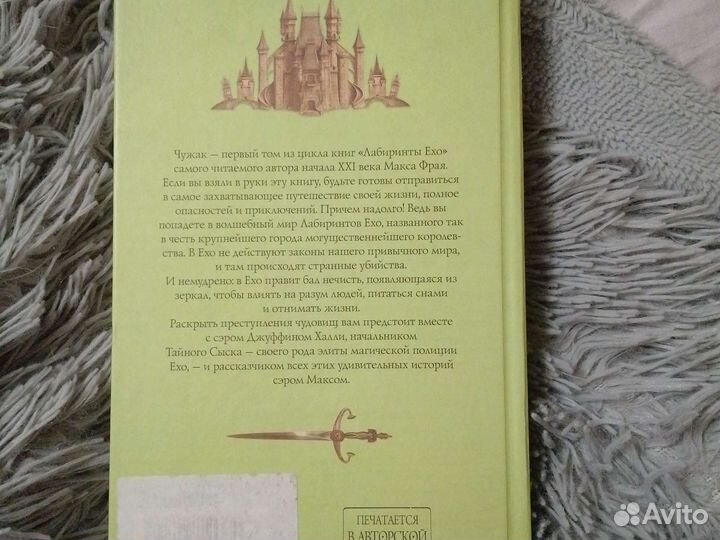 Чужак — первый том из цикла книг «Лабиринты Ехо»
самого читаемого автора начала XXI века Макса Фрая.
Если вы взяли в руки эту книгу, будьте готовы отправиться
в самое захватывающее путешествие своей жизни, полное
опасностей и приключений. Причем надолго! Ведь вы
попадете в волшебный мир Лабиринтов Ехо, названного так
в честь крупнейшего города могущественнейшего королев-
ства. В Ехо не действуют законы нашего привычного мира,
и там происходят странные убийства.
И немудрено: в Ехо правит бал нечисть, появляющаяся из
зеркал, чтобы влиять на разум людей, питаться снами
и отнимать жизни.
Раскрыть преступления чудовищ вам предстоит вместе
с сэром Джуффином Халли, начальником
Тайного Сыска — своего рода элиты магической полиции
Ехо, — и рассказчиком всех этих удивительных историй
сэром Максом.
ПЕЧАТАЕТСЯ
В АВТОРСКОЙ
Avito